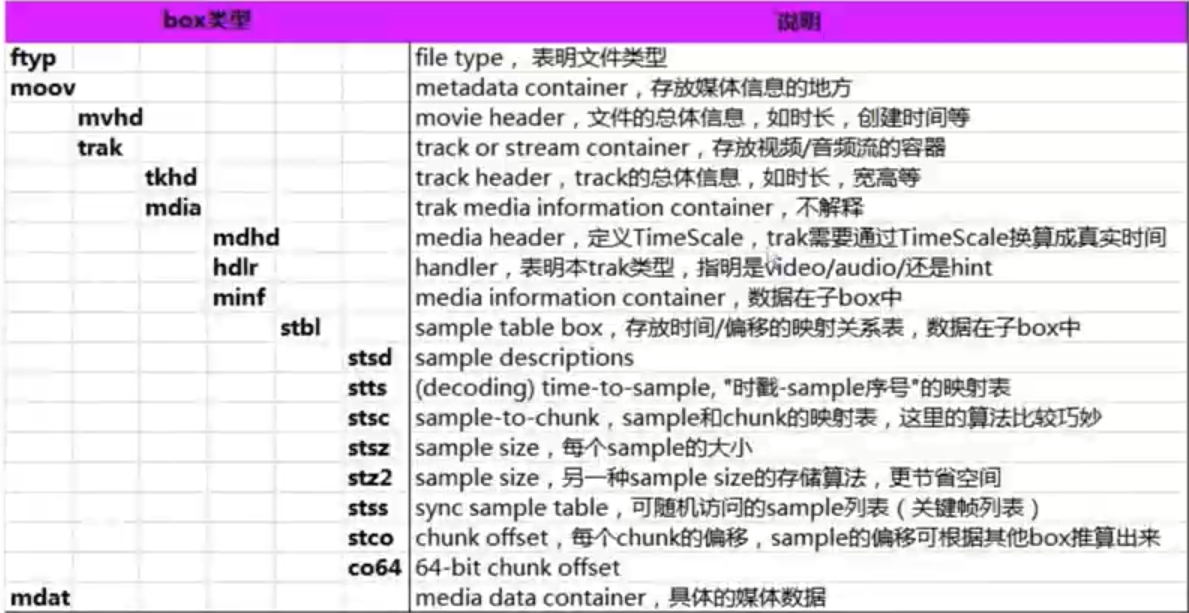 box类型 说明
ftyp file type， 表明文件类型
moov metadata container，存放媒体信息的地方
mvhd movie header，文件的总体信息，如时长，创建时间等
trak track or stream container，存放视频/音频流的容器
tkhd track header，track的总体信息，如时长，宽高等
mdia trak media information container，不解释
mdhd media header，定义TimeScale，trak需要通过TimeScale换算成真实时间
hdlr handler，表明本trak类型，指明是video/audio/还是hint
minf media information container，数据在子box中
stbl sample table box，存放时间/偏移的映射关系表，数据在子box中
stsd sample descriptions
stts (decoding) time-to-sample, "时戳-sample序号"的映射表
stsc sample-to-chunk，sample和chunk的映射表，这里的算法比较巧妙
stsz sample size，每个sample的大小
stz2 sample size，另一种sample size的存储算法，更节省空间
stss sync sample table，可随机访问的sample列表（关键帧列表）
stco chunk offset，每个chunk的偏移，sample的偏移可根据其他box推算出来
co64 64-bit chunk offset
mdat media data container，具体的媒体数据